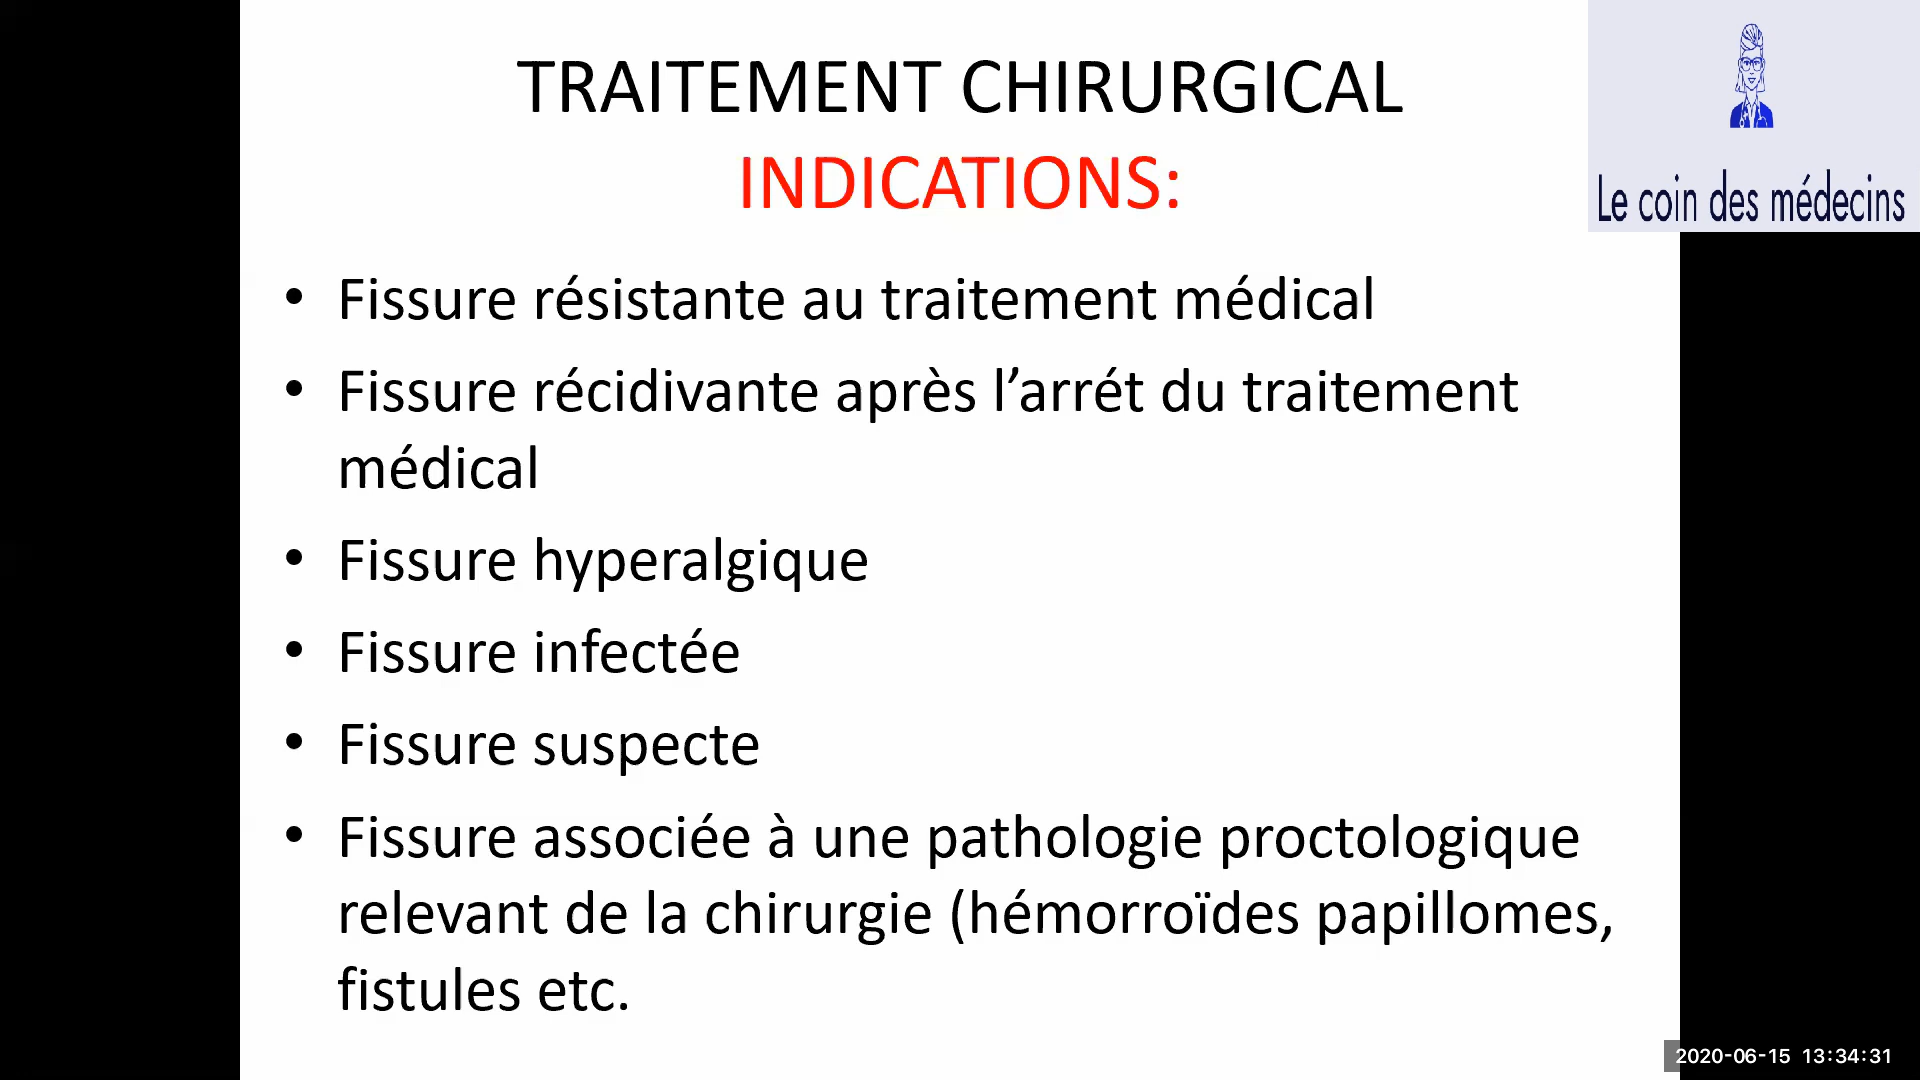 TRAITEMENT CHIRURGICAL
INDICATIONS:
Le coin des médecins
• Fissure résistante au traitement médical
• Fissure récidivante après l’arrét du traitement
médical
• Fissure hyperalgique
• Fissure infectée
• Fissure suspecte
• Fissure associée à une pathologie proctologique
relevant de la chirurgie (hémorroïdes papillomes,
fistules etc.
2020-06-15 13:34:31